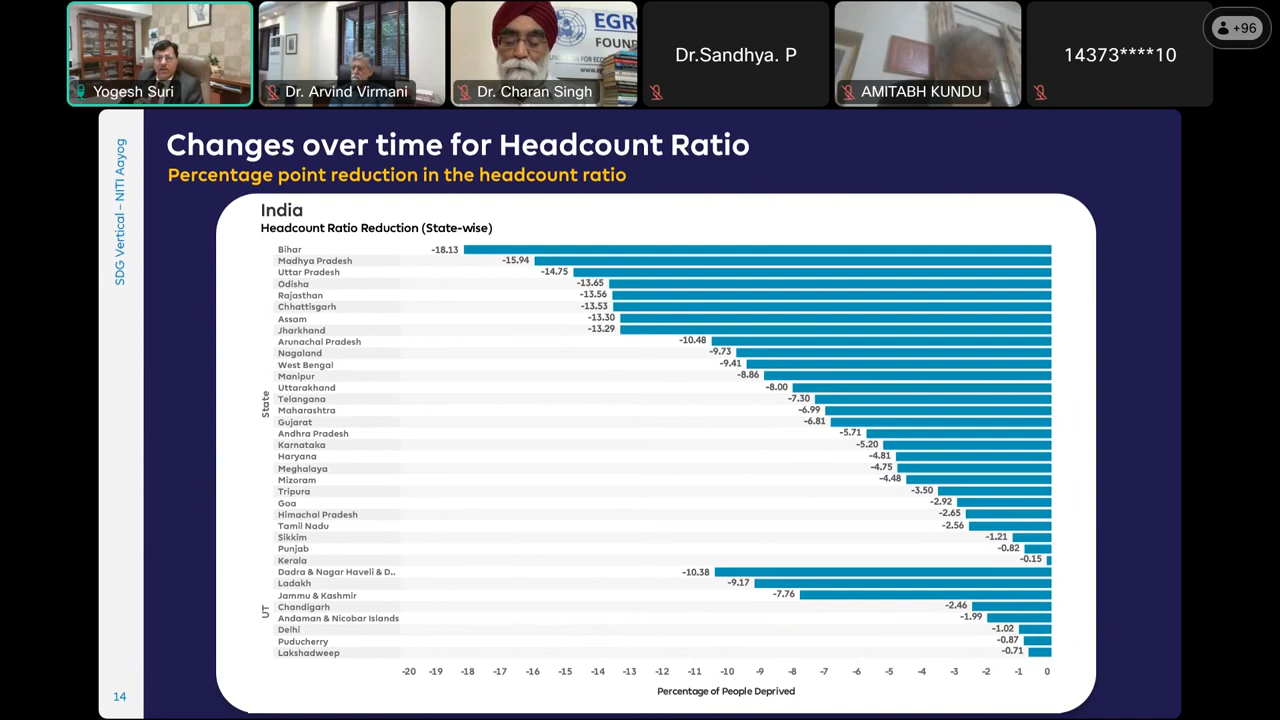 EGR
FOUN
UNDATION FOR ECO
www.e
Yogesh Suri
Dr. Arvind Virmani
Dr. Charan Singh
Dr.Sandhya. P
AMITABH KUNDU
14373****10
+96
SDG Vertical – NITI Aayog
14
Changes over time for Headcount Ratio
Percentage point reduction in the headcount ratio
India
Headcount Ratio Reduction (State-wise)
State
Bihar -18.13
Madhya Pradesh -15.94
Uttar Pradesh -14.75
Odisha -13.65
Rajasthan -13.56
Chhattisgarh -13.53
Assam -13.30
Jharkhand -13.29
Arunachal Pradesh -10.48
Nagaland -9.73
West Bengal -9.41
Manipur -8.86
Uttarakhand -8.00
Telangana -7.30
Maharashtra -6.99
Gujarat -6.81
Andhra Pradesh -5.71
Karnataka -5.20
Haryana -4.81
Meghalaya -4.75
Mizoram -4.48
Tripura -3.50
Goa -2.92
Himachal Pradesh -2.65
Tamil Nadu -2.56
Sikkim -1.21
Punjab -0.82
Kerala -0.15
UT
Dadra & Nagar Haveli & D.. -10.38
Ladakh -9.17
Jammu & Kashmir -7.76
Chandigarh -2.46
Andaman & Nicobar Islands -1.99
Delhi -1.02
Puducherry -0.87
Lakshadweep -0.71
-20 -19 -18 -17 -16 -15 -14 -13 -12 -11 -10 -9 -8 -7 -6 -5 -4 -3 -2 -1 0
Percentage of People Deprived